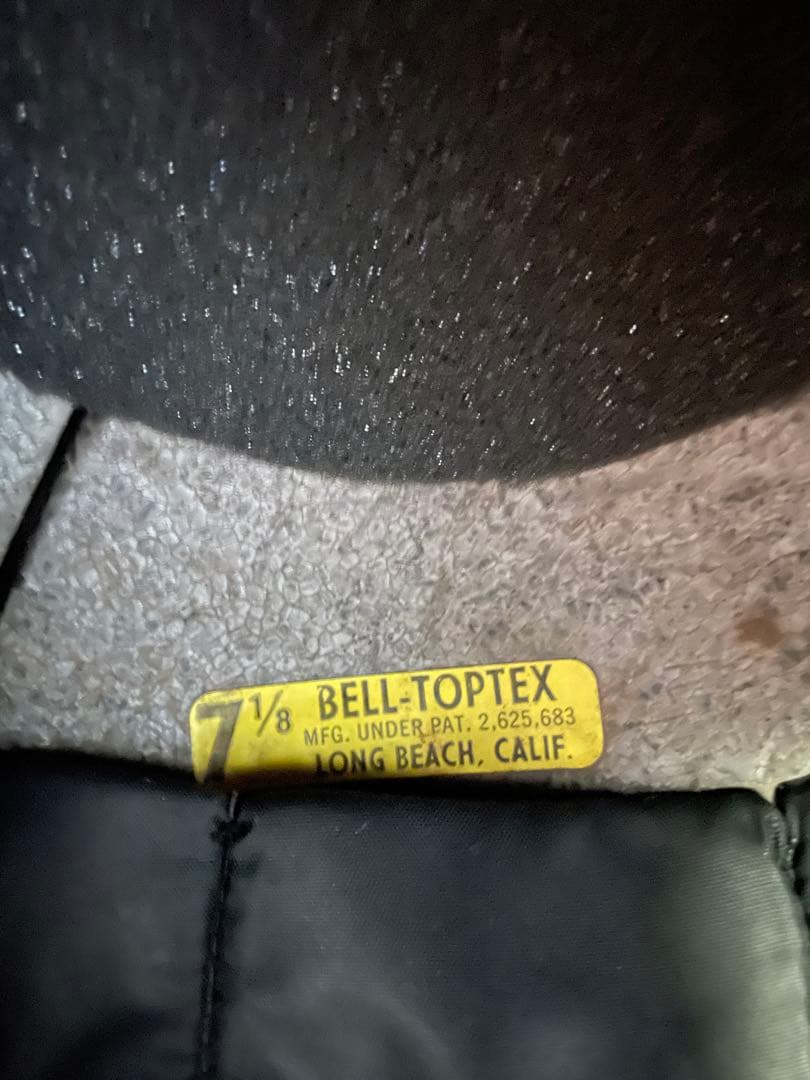 7 1/8 BELL-TOPTEX
MFG. UNDER PAT. 2,625,683
LONG BEACH, CALIF.